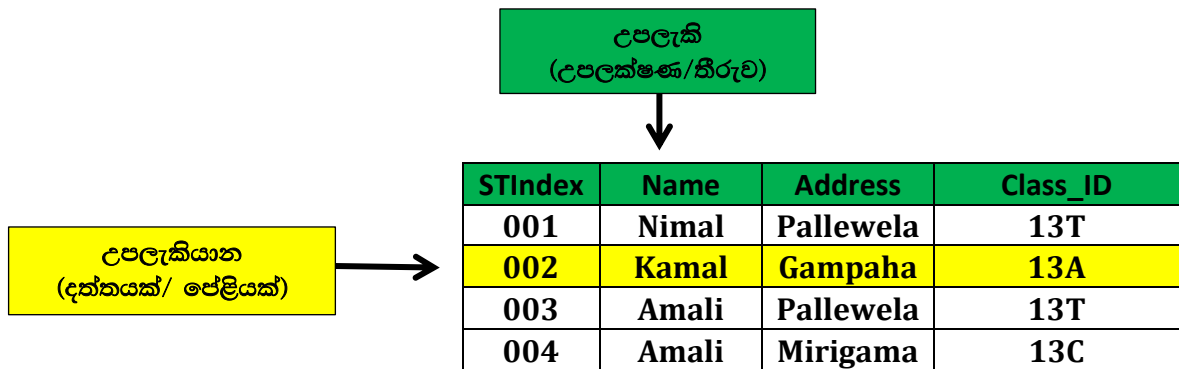 උපලැකි
(උපලක්ෂණ/තීරුව)
STIndex Name Address Class_ID
001 Nimal Pallewela 13T
උපලැකියාන
(දත්තයක්/ පේළියක්)
002 Kamal Gampaha 13A
003 Amali Pallewela 13T
004 Amali Mirigama 13C